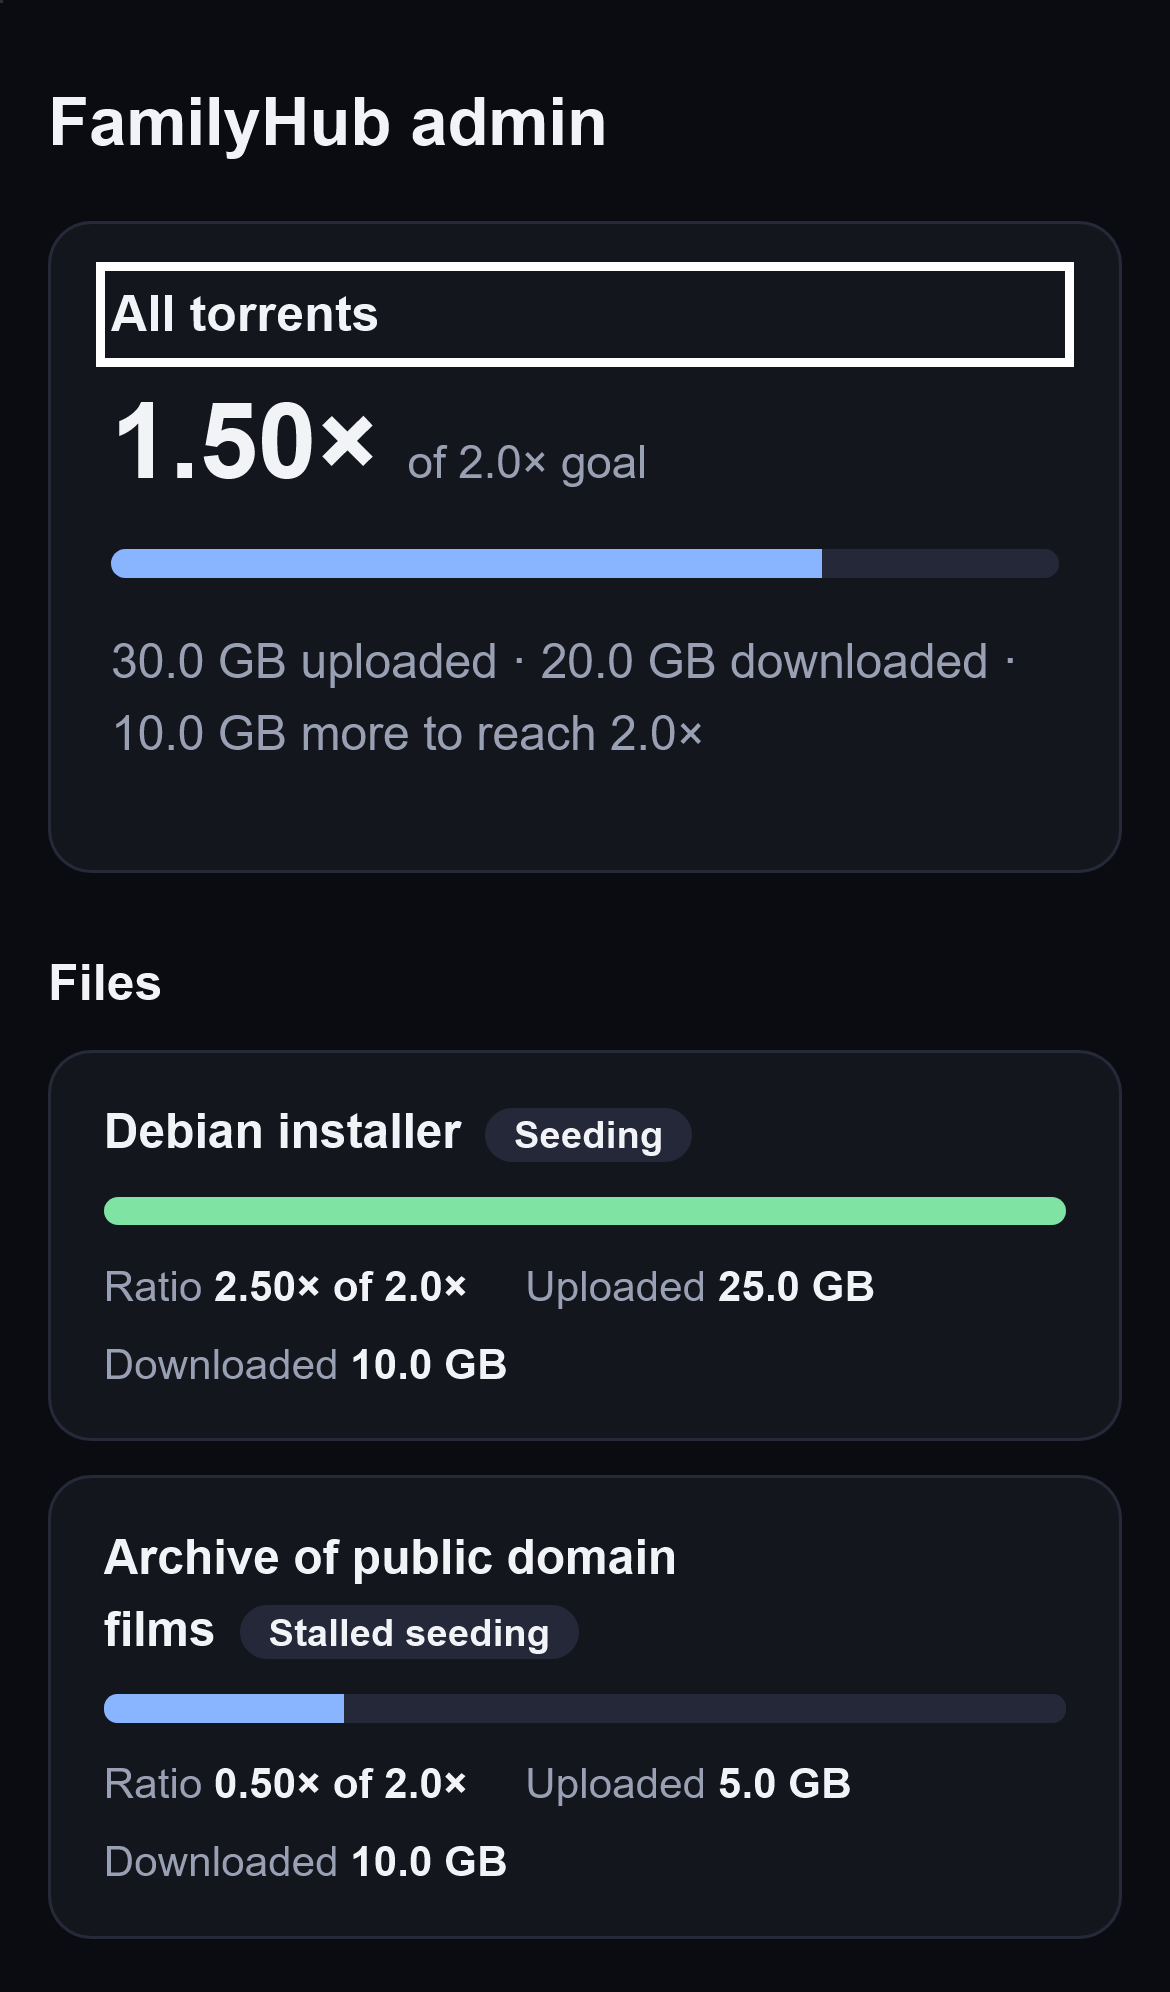 FamilyHub admin
All torrents
1.50× of 2.0× goal
30.0 GB uploaded · 20.0 GB downloaded ·
10.0 GB more to reach 2.0×
Files
Debian installer Seeding
Ratio 2.50× of 2.0× Uploaded 25.0 GB
Downloaded 10.0 GB
Archive of public domain
films Stalled seeding
Ratio 0.50× of 2.0× Uploaded 5.0 GB
Downloaded 10.0 GB